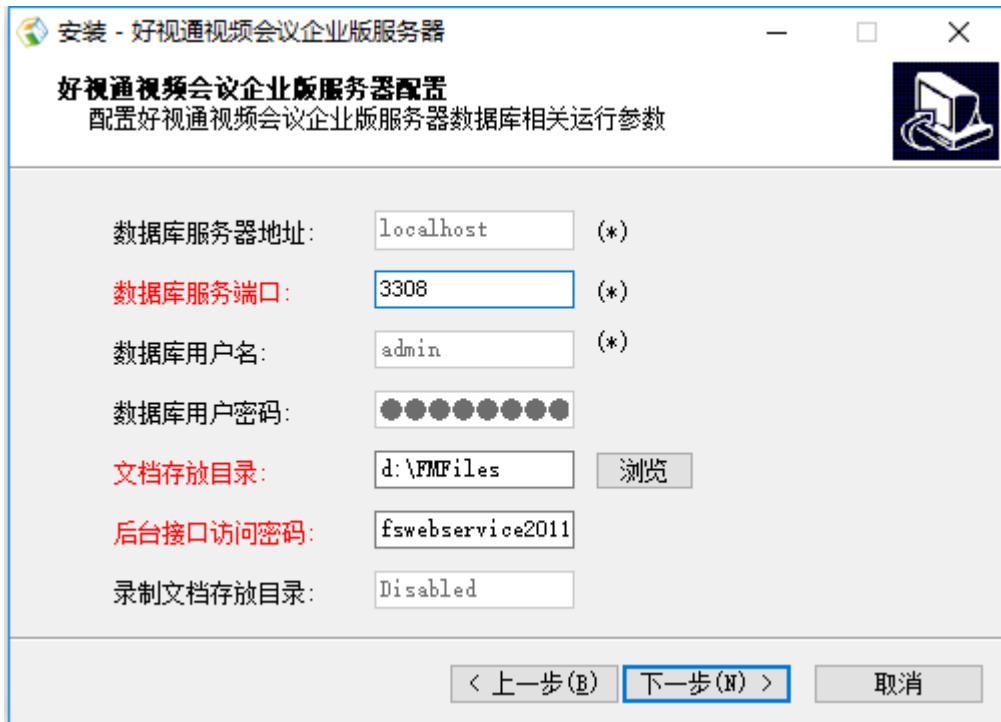 安装 - 好视通视频会议企业版服务器
好视通视频会议企业版服务器配置
配置好视通视频会议企业版服务器数据库相关运行参数
数据库服务器地址: localhost (*)
数据库服务端口: 3308 (*)
数据库用户名: admin (*)
数据库用户密码: ●●●●●●●●
文档存放目录: d:\FMFiles 浏览
后台接口访问密码: fswebservice2011
录制文档存放目录: Disabled
< 上一步(B) 下一步(N) > 取消